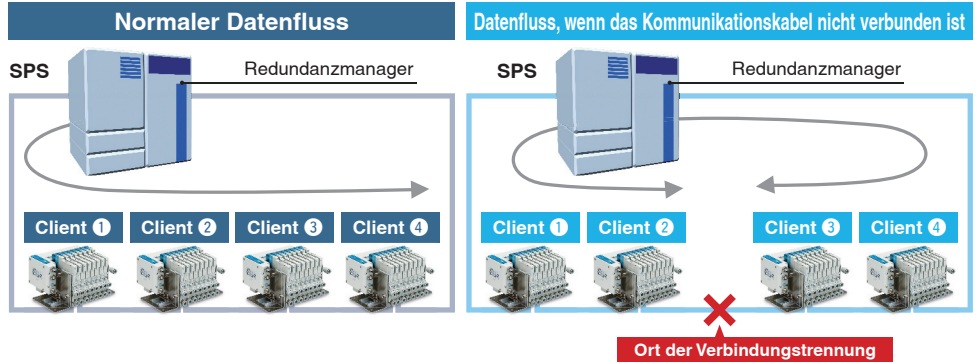 Normaler Datenfluss
SPS
Redundanzmanager
Client 1
Client 2
Client 3
Client 4
Datenfluss, wenn das Kommunikationskabel nicht verbunden ist
SPS
Redundanzmanager
Client 1
Client 2
Client 3
Client 4
Ort der Verbindungstrennung